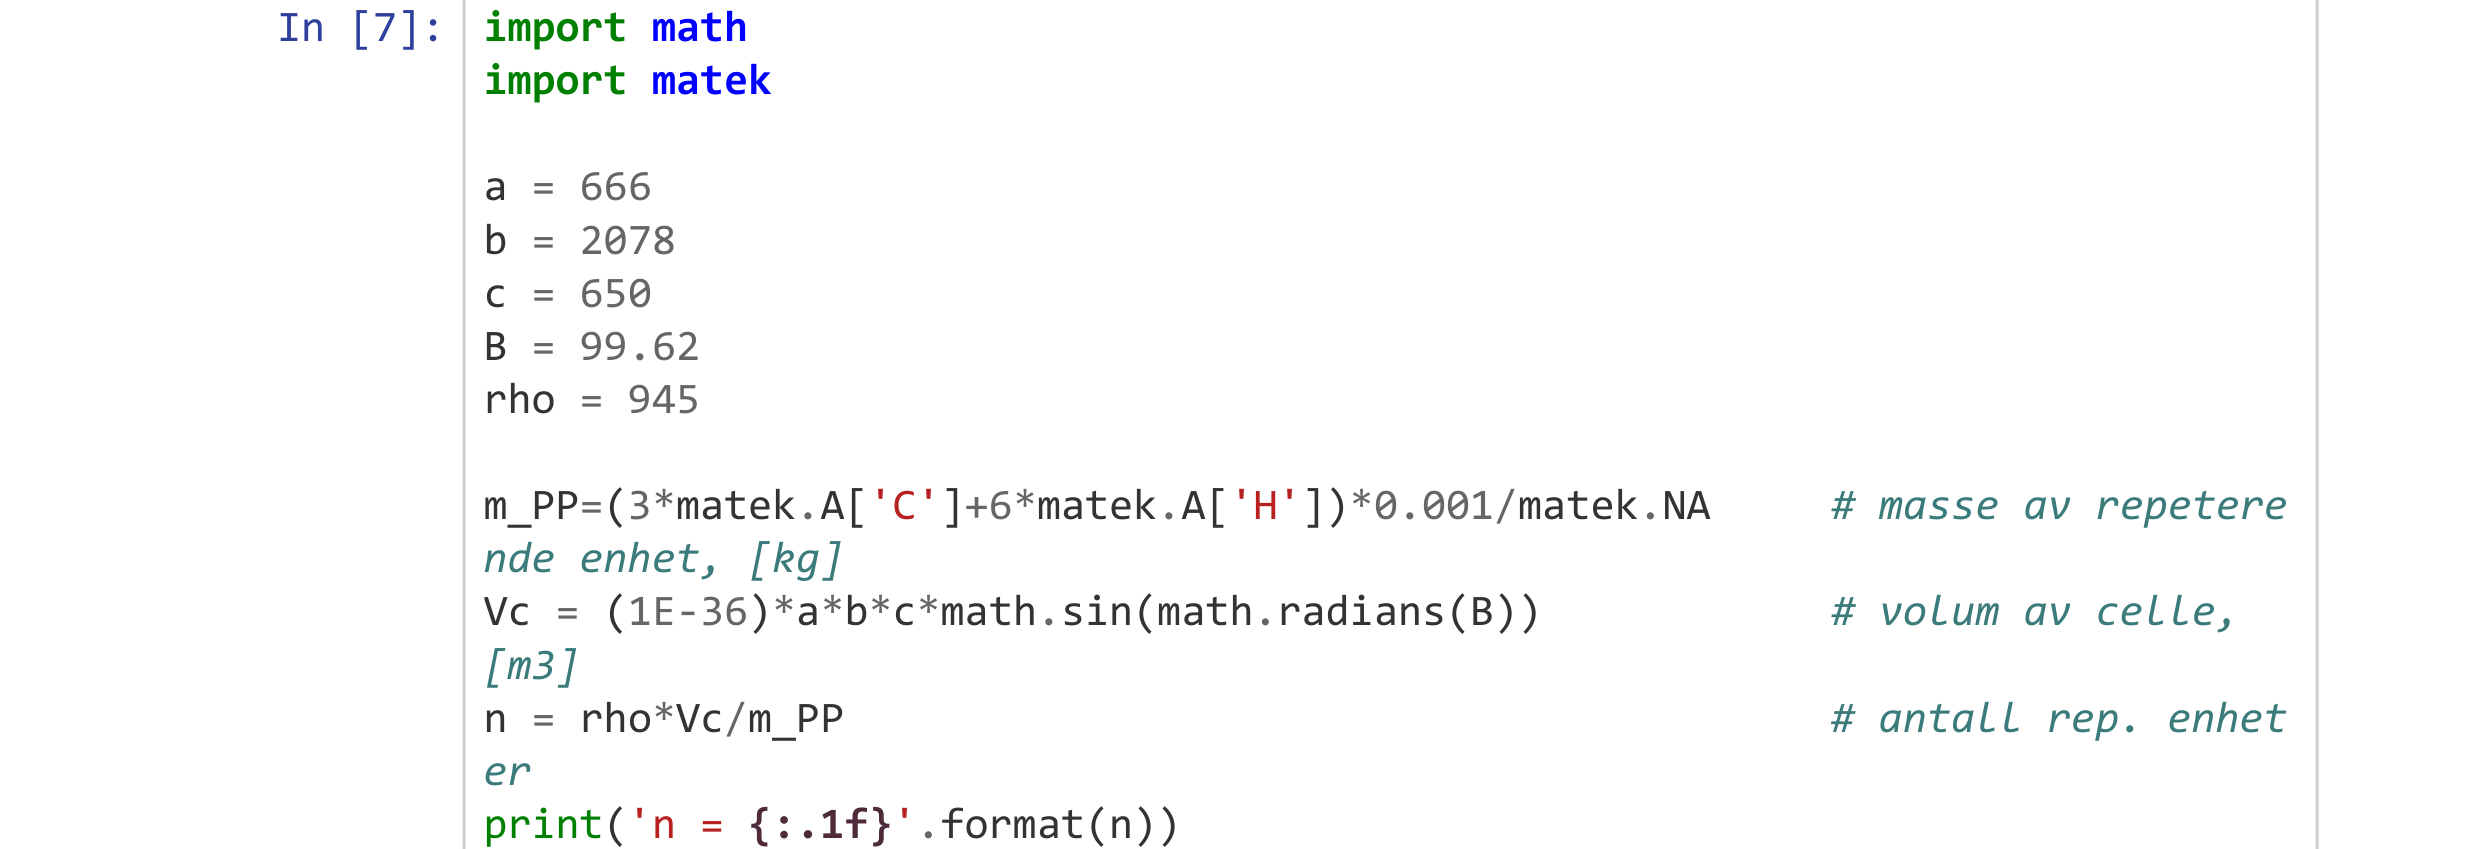 In [7]: import math
import matek
a = 666
b = 2078
c = 650
B = 99.62
rho = 945
m_PP=(3*matek.A['C']+6*matek.A['H'])*0.001/matek.NA     # masse av repetere
nde enhet, [kg]
Vc = (1E-36)*a*b*c*math.sin(math.radians(B))            # volum av celle,
[m3]
n = rho*Vc/m_PP                                         # antall rep. enhet
er
print('n = {:.1f}'.format(n))